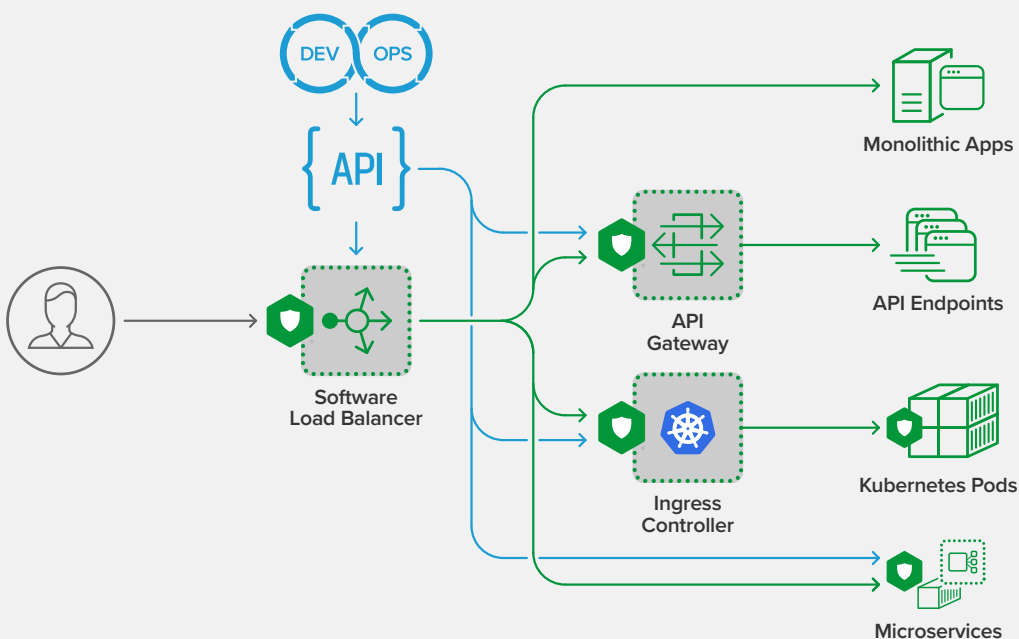 DEV
OPS
{ API }
Monolithic Apps
API Endpoints
API
Gateway
Software
Load Balancer
Kubernetes Pods
Ingress
Controller
Microservices